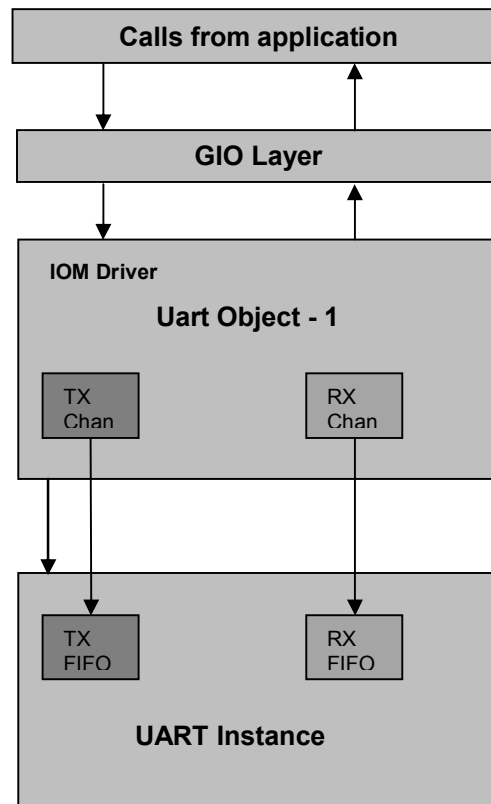 Calls from application
GIO Layer
IOM Driver
Uart Object - 1
TX
Chan
RX
Chan
TX
FIFO
RX
FIFO
UART Instance